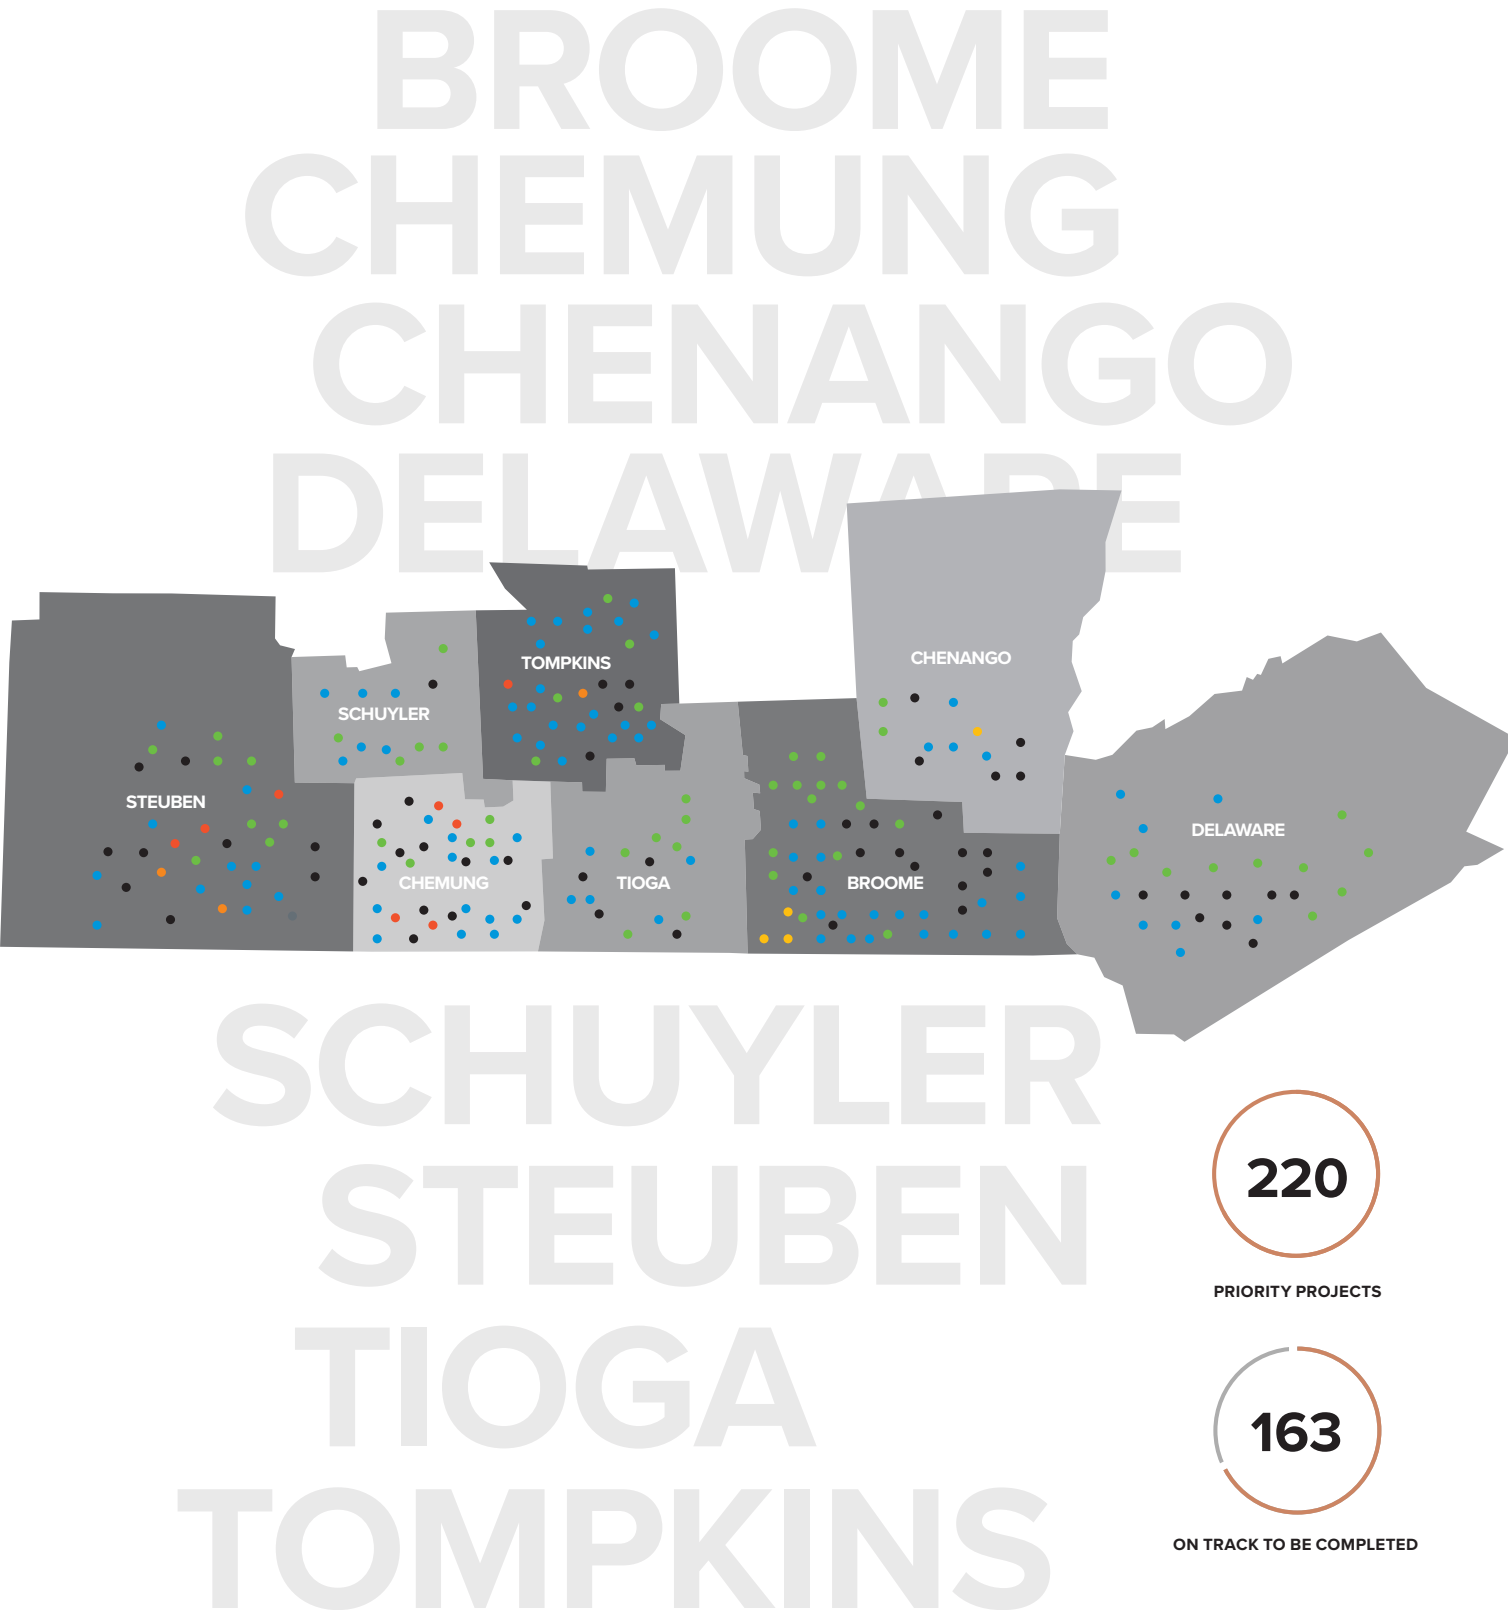 BROOME
CHEMUNG
CHENANGO
DELAWARE
TOMPKINS
CHENANGO
SCHUYLER
STEUBEN
DELAWARE
CHEMUNG
TIOGA
BROOME
SCHUYLER
STEUBEN
220
PRIORITY PROJECTS
TIOGA
163
ON TRACK TO BE COMPLETED
TOMPKINS